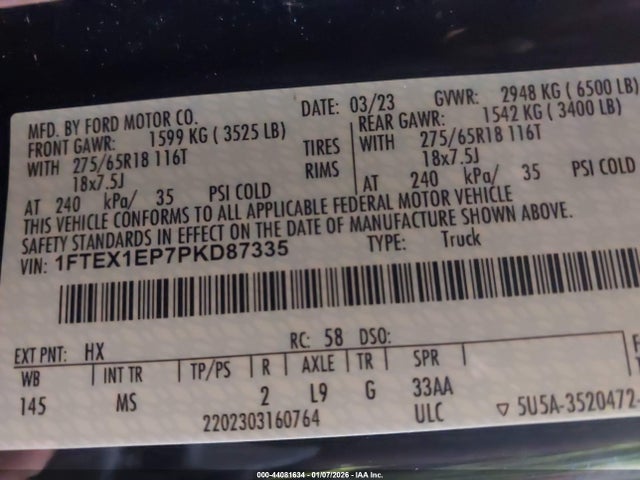 DATE: 03/23 GVWR: 2948 KG ( 6500 LB)
MFD. BY FORD MOTOR CO.
FRONT GAWR: 1599 KG ( 3525 LB) REAR GAWR: 1542 KG ( 3400 LB)
WITH 275/65R18 116T TIRES WITH 275/65R18 116T
18x7.5J RIMS 18x7.5J
AT 240 kPa/ 35 PSI COLD AT 240 kPa/ 35 PSI COLD
THIS VEHICLE CONFORMS TO ALL APPLICABLE FEDERAL MOTOR VEHICLE
SAFETY STANDARDS IN EFFECT ON THE DATE OF MANUFACTURE SHOWN ABOVE.
VIN: 1FTEX1EP7PKD87335 TYPE: Truck
EXT PNT: HX RC: 58 DSO:
WB INT TR TP/PS R AXLE TR SPR
145 MS 2 L9 G 33AA
2202303160764 ULC 5U5A-3520472-
000-44081634 - 01/07/2026 - IAA Inc.